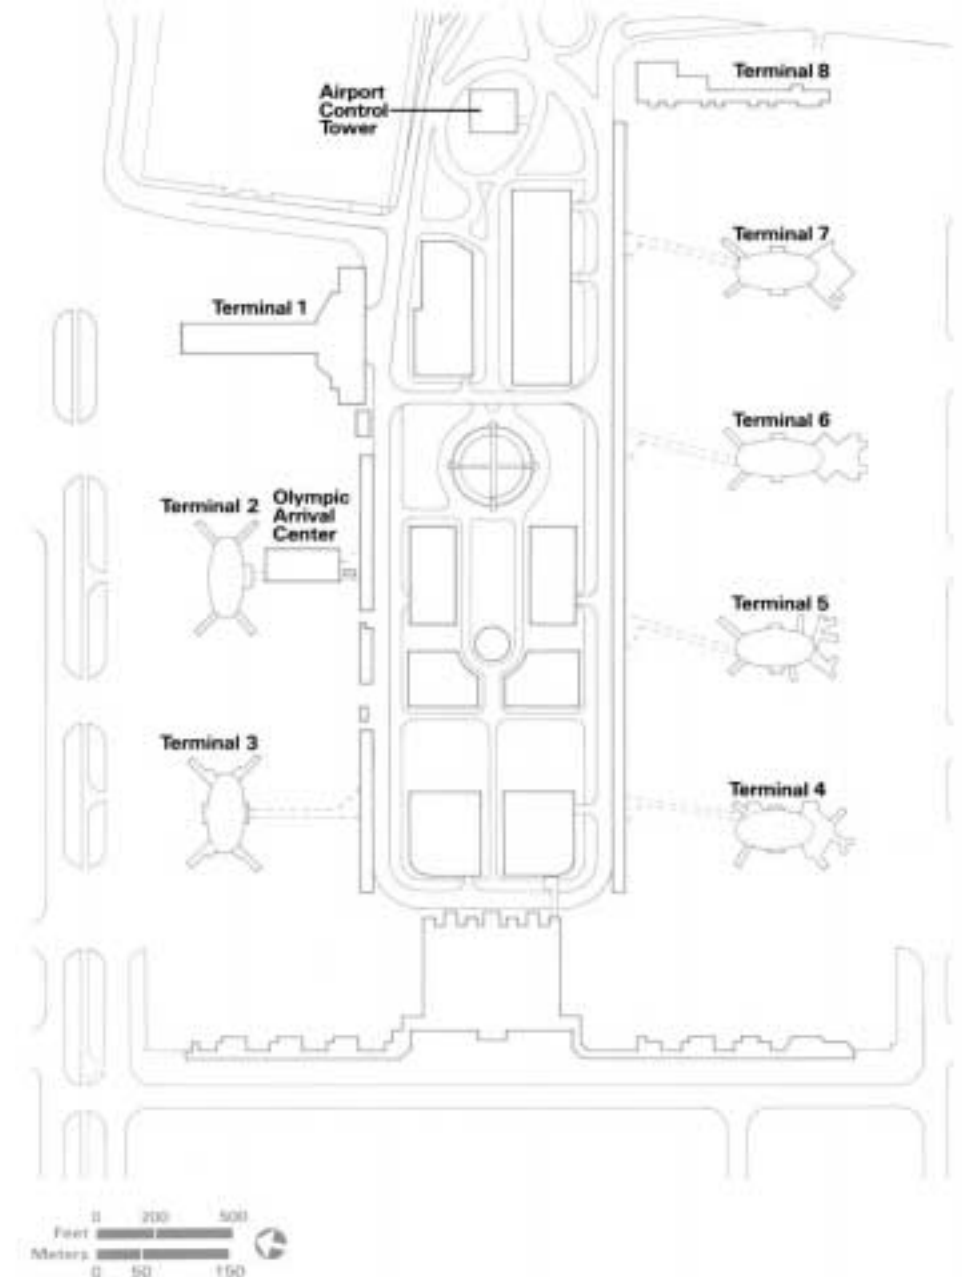 Terminal 8
Airport
Control
Tower
Terminal 7
Terminal 1
Terminal 6
Terminal 2
Olympic
Arrival
Center
Terminal 5
Terminal 3
Terminal 4
0 200 500
Feet
Meters
0 50 150